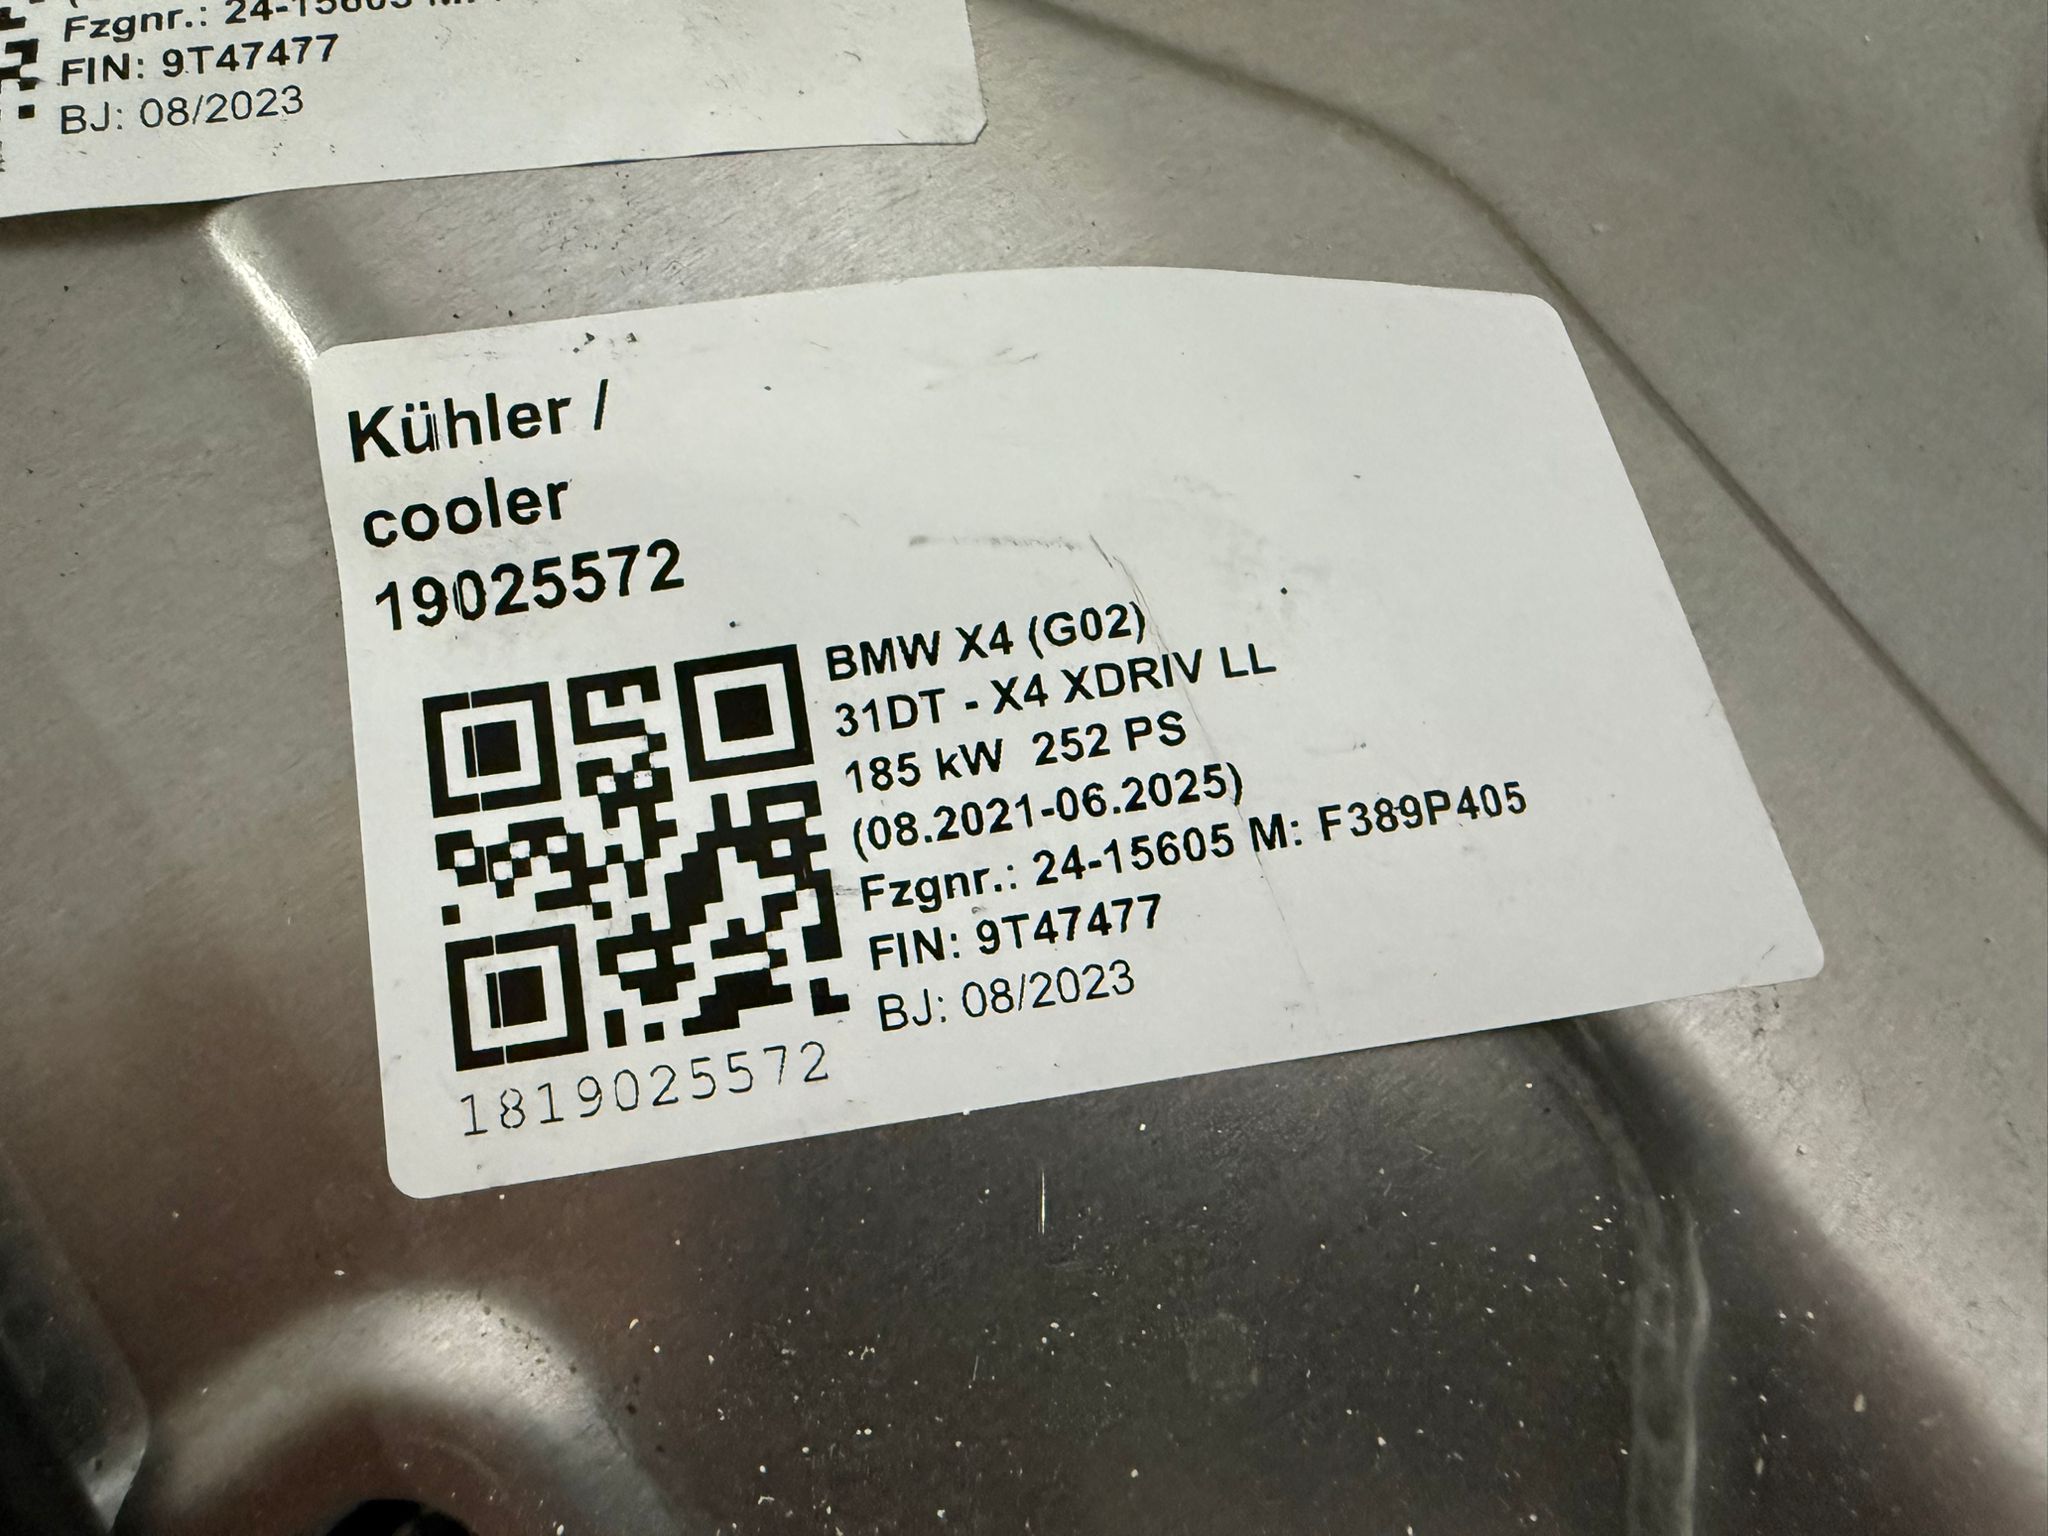 Fzgnr.: 24-15605 M:
FIN: 9T47477
BJ: 08/2023
Kühler /
cooler
19025572
BMW X4 (G02)
31DT - X4 XDRIV LL
185 kW 252 PS
(08.2021-06.2025)
Fzgnr.: 24-15605 M: F389P405
FIN: 9T47477
BJ: 08/2023
1819025572